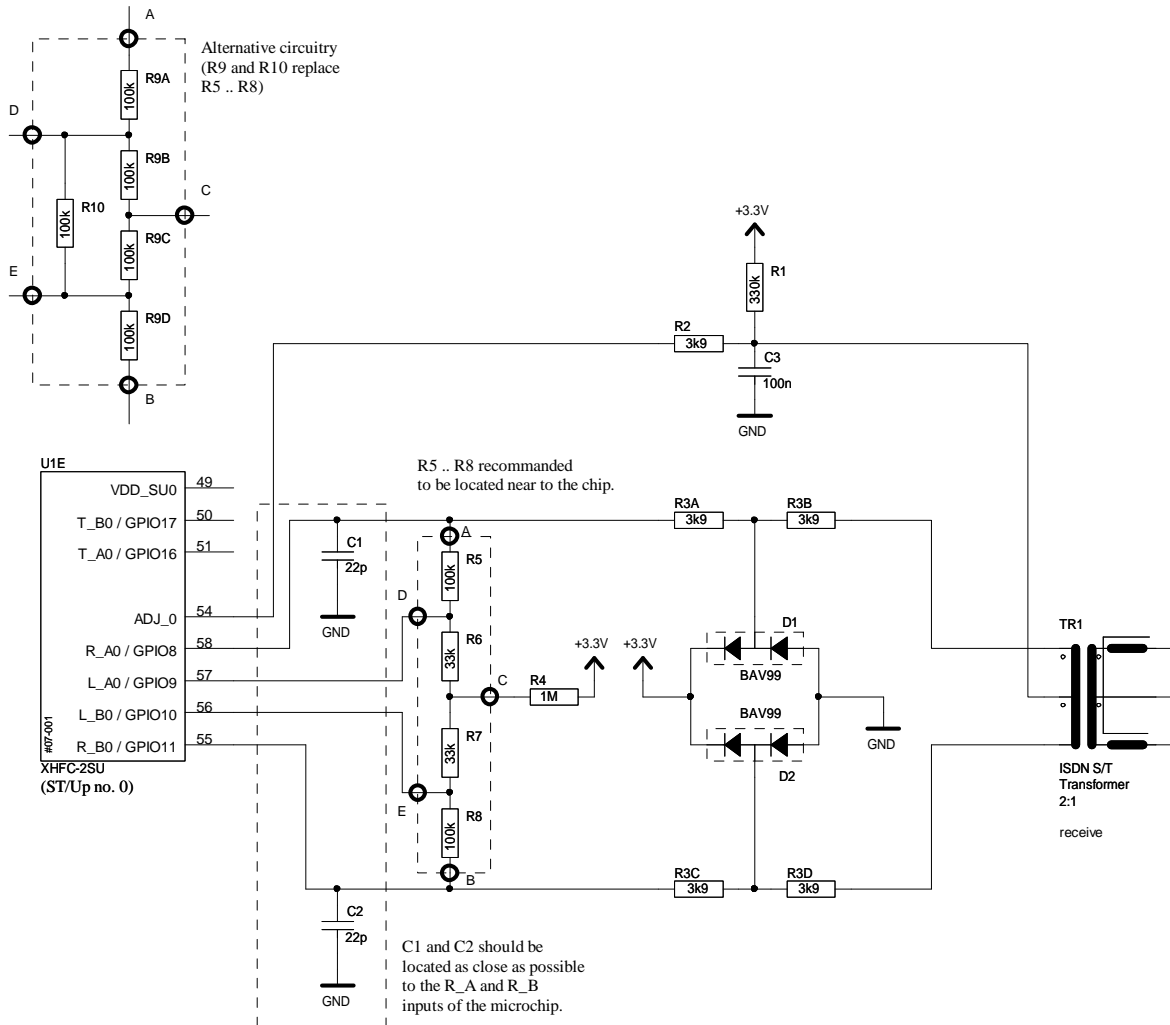 A
Alternative circuitry
(R9 and R10 replace
R5 .. R8)
R9A
100k
D
R9B
100k
C
R10
100k
R9C
100k
E
R9D
100k
B
+3.3V
R1
330k
R2
3k9
C3
100n
GND
U1E
VDD_SU0
49
T_B0 / GPIO17
50
T_A0 / GPIO16
51
ADJ_0
54
R_A0 / GPIO8
58
L_A0 / GPIO9
57
L_B0 / GPIO10
56
R_B0 / GPIO11
55
#07-001
XHFC-2SU
(ST/Up no. 0)
R5 .. R8 recommanded
to be located near to the chip.
C1
22p
GND
A
R5
100k
D
R6
33k
C
R4
1M
+3.3V
+3.3V
R7
33k
E
R8
100k
B
R3A
3k9
R3B
3k9
D1
BAV99
BAV99
D2
GND
R3C
3k9
R3D
3k9
TR1
ISDN S/T
Transformer
2:1
receive
C2
22p
GND
C1 and C2 should be
located as close as possible
to the R_A and R_B
inputs of the microchip.